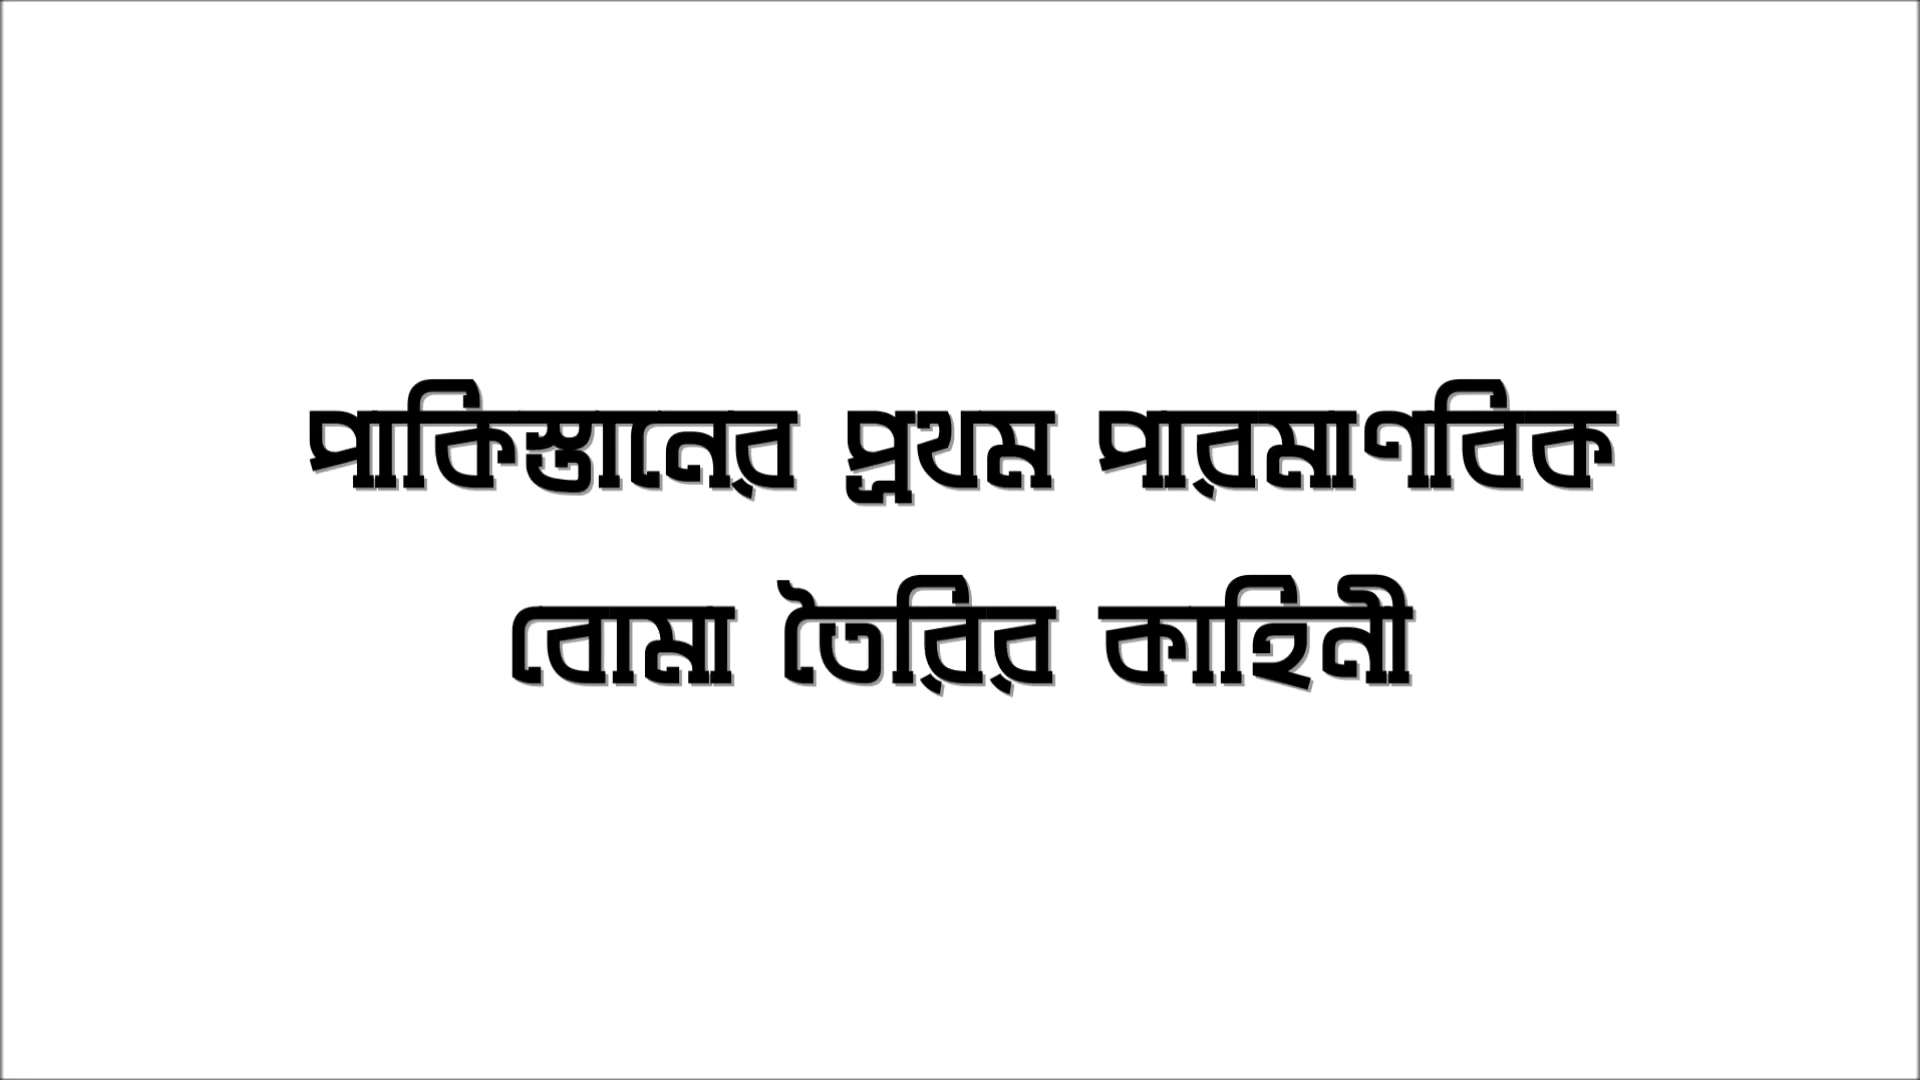 পাকিস্তানের প্রথম পারমাণবিক
বোমা তৈরির কাহিনী